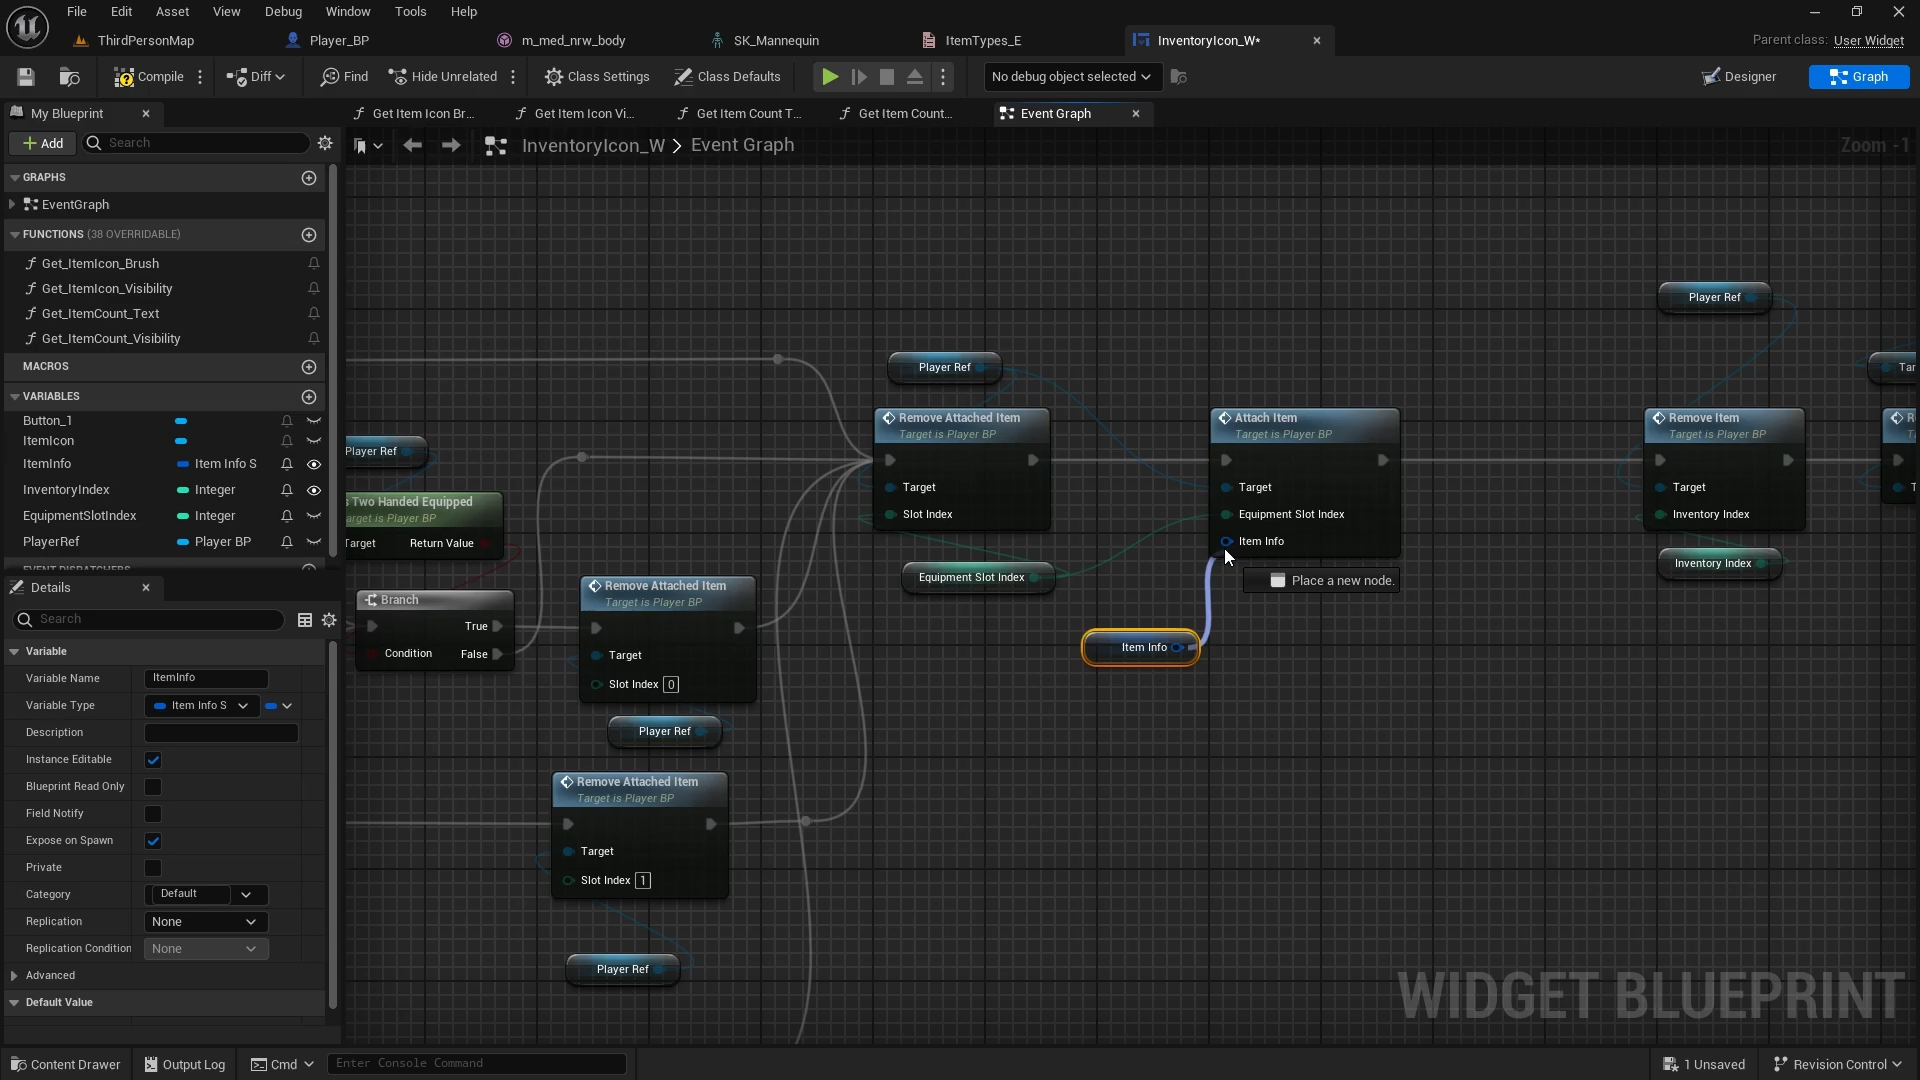 File Edit Asset View Debug Window Tools Help
ThirdPersonMap Player_BP m_med_nrw_body SK_Mannequin ItemTypes_E InventoryIcon_W* Parent class: User Widget
Compile Diff Find Hide Unrelated Class Settings Class Defaults No debug object selected Designer Graph
My Blueprint Get Item Icon Br... Get Item Icon Vi... Get Item Count T... Get Item Count... Event Graph
Add Search InventoryIcon_W > Event Graph Zoom -1
GRAPHS
EventGraph
FUNCTIONS (38 OVERRIDABLE)
Get_ItemIcon_Brush
Get_ItemIcon_Visibility
Get_ItemCount_Text
Get_ItemCount_Visibility
MACROS
VARIABLES
Button_1
ItemIcon
ItemInfo Item Info S
InventoryIndex Integer
EquipmentSlotIndex Integer
PlayerRef Player BP
EVENT DISPATCHERS
Details
Search
Variable
Variable Name ItemInfo
Variable Type Item Info S
Description
Instance Editable
Blueprint Read Only
Field Notify
Expose on Spawn
Private
Category Default
Replication None
Replication Condition None
Advanced
Default Value
Player Ref
s Two Handed Equipped
arget is Player BP
Target Return Value
Branch
True
Condition False
Remove Attached Item
Target is Player BP
Target
Slot Index 0
Player Ref
Remove Attached Item
Target is Player BP
Target
Slot Index 1
Player Ref
Player Ref
Remove Attached Item
Target is Player BP
Target
Slot Index
Equipment Slot Index
Item Info
Attach Item
Target is Player BP
Target
Equipment Slot Index
Item Info
Place a new node.
Player Ref
Remove Item
Target is Player BP
Target
Inventory Index
Inventory Index
Tar
WIDGET BLUEPRINT
Content Drawer Output Log Cmd Enter Console Command 1 Unsaved Revision Control